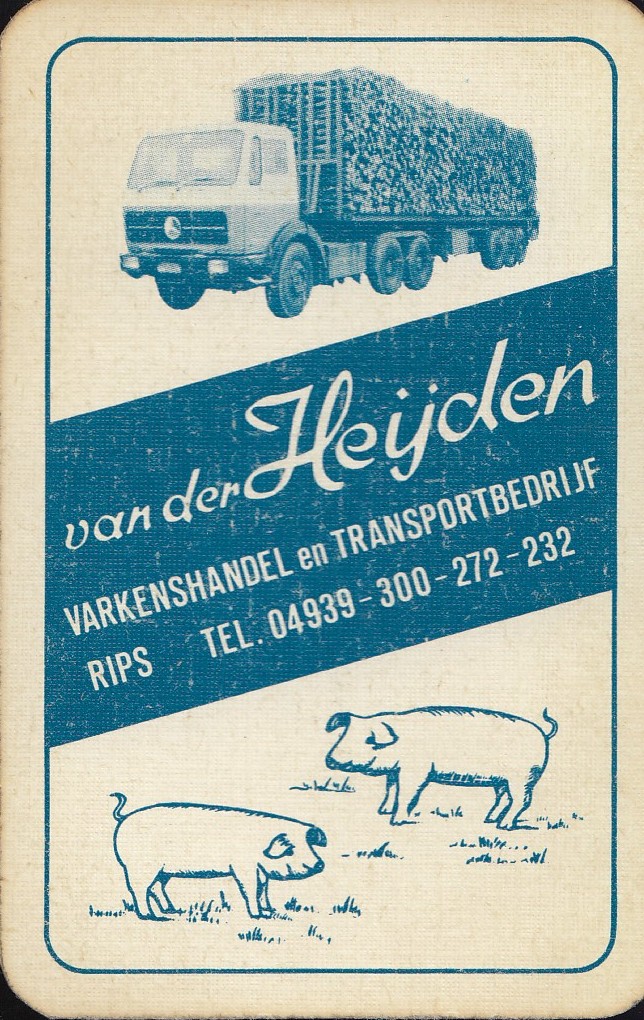 van der Heijden
VARKENSHANDEL en TRANSPORTBEDRIJF
RIPS TEL. 04939-300-272-232